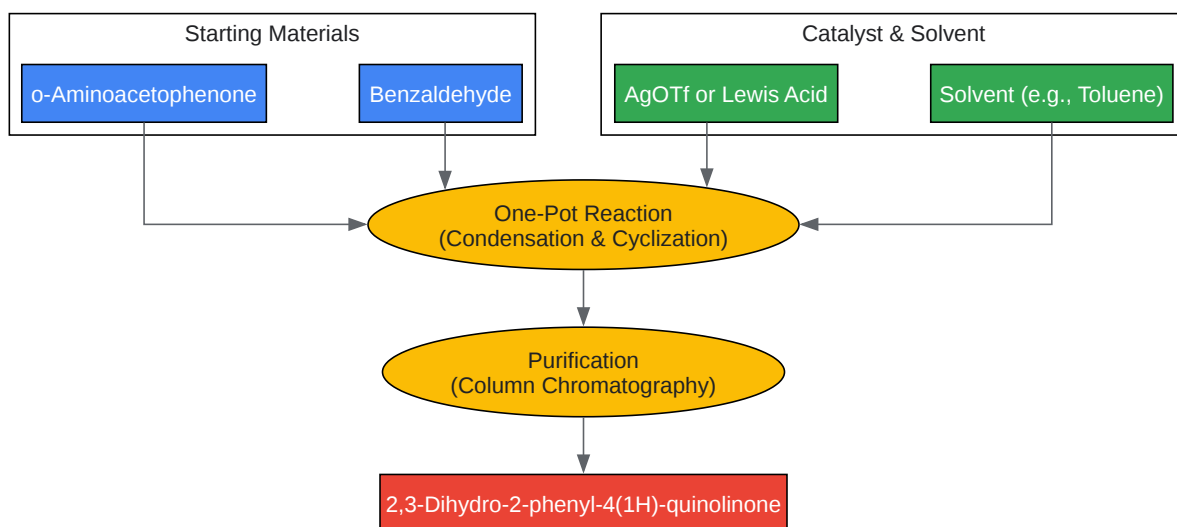 Starting Materials
Catalyst & Solvent
o-Aminoacetophenone
Benzaldehyde
AgOTf or Lewis Acid
Solvent (e.g., Toluene)
One-Pot Reaction
(Condensation & Cyclization)
Purification
(Column Chromatography)
2,3-Dihydro-2-phenyl-4(1H)-quinolinone